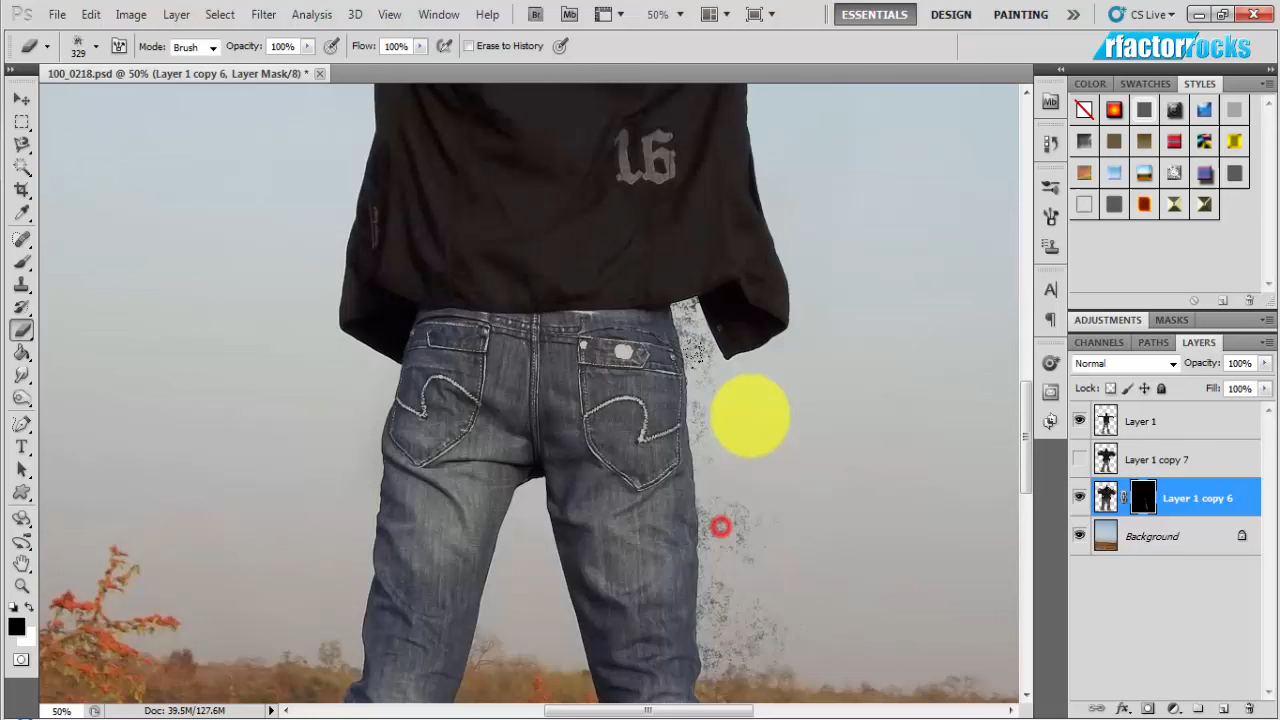 Ps File Edit Image Layer Select Filter Analysis 3D View Window Help Br Mb 50% ESSENTIALS DESIGN PAINTING CS Live
329 Mode: Brush Opacity: 100% Flow: 100% Erase to History
rfactorrocks
100_0218.psd @ 50% (Layer 1 copy 6, Layer Mask/8) *
COLOR SWATCHES STYLES
Mb
16
ADJUSTMENTS MASKS
CHANNELS PATHS LAYERS
Normal Opacity: 100%
Lock: Fill: 100%
Layer 1
Layer 1 copy 7
Layer 1 copy 6
Background
50% Doc: 39.5M/127.6M
fx